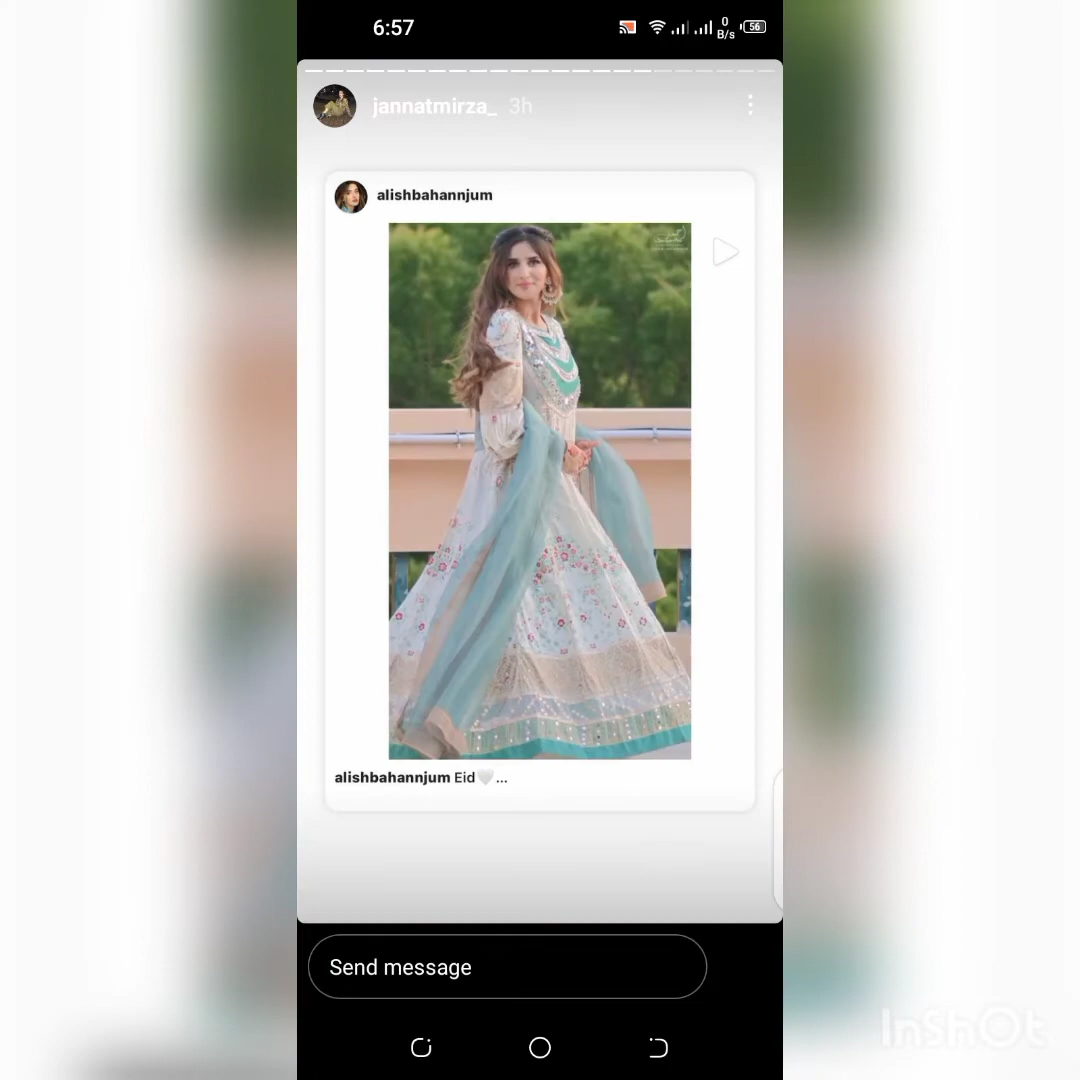 6:57
0
B/s
56
jannatmirza_ 3h
alishbahannjum
alishbahannjum Eid🤍...
Send message
InShOt